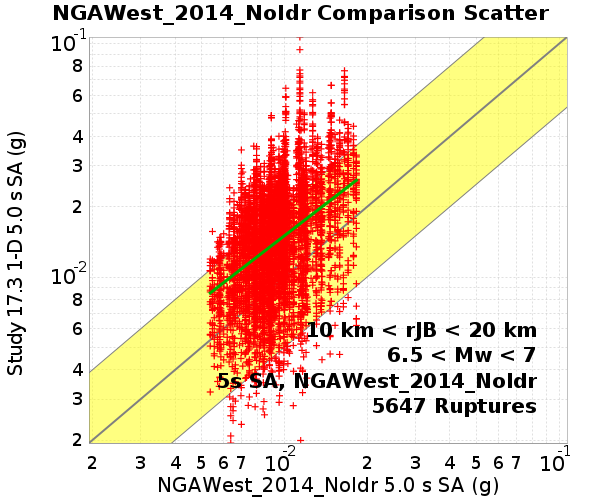 NGAWest_2014_NoIdr Comparison Scatter
10-1
8
6
4
3
2
10-2
8
6
4
3
2
Study 17.3 1-D 5.0 s SA (g)
10 km < rJB < 20 km
6.5 < Mw < 7
5s SA, NGAWest_2014_NoIdr
5647 Ruptures
2 3 4 5 6 7 10-2 2 3 4 5 6 7 10-1
NGAWest_2014_NoIdr 5.0 s SA (g)